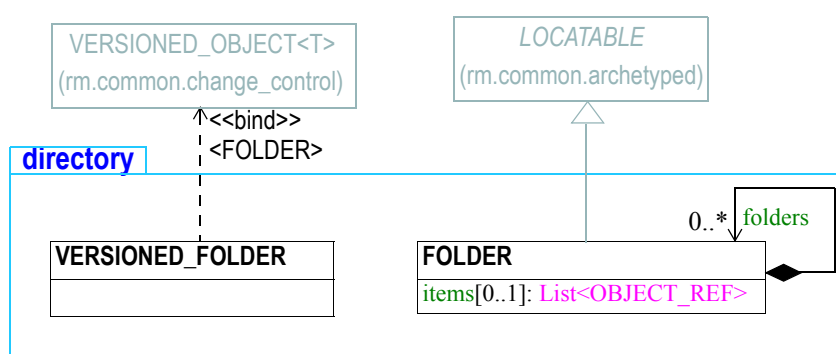 VERSIONED_OBJECT<T>
(rm.common.change_control)
LOCATABLE
(rm.common.archetyped)
<<bind>>
<FOLDER>
directory
0..*
folders
VERSIONED_FOLDER
FOLDER
items[0..1]: List<OBJECT_REF>